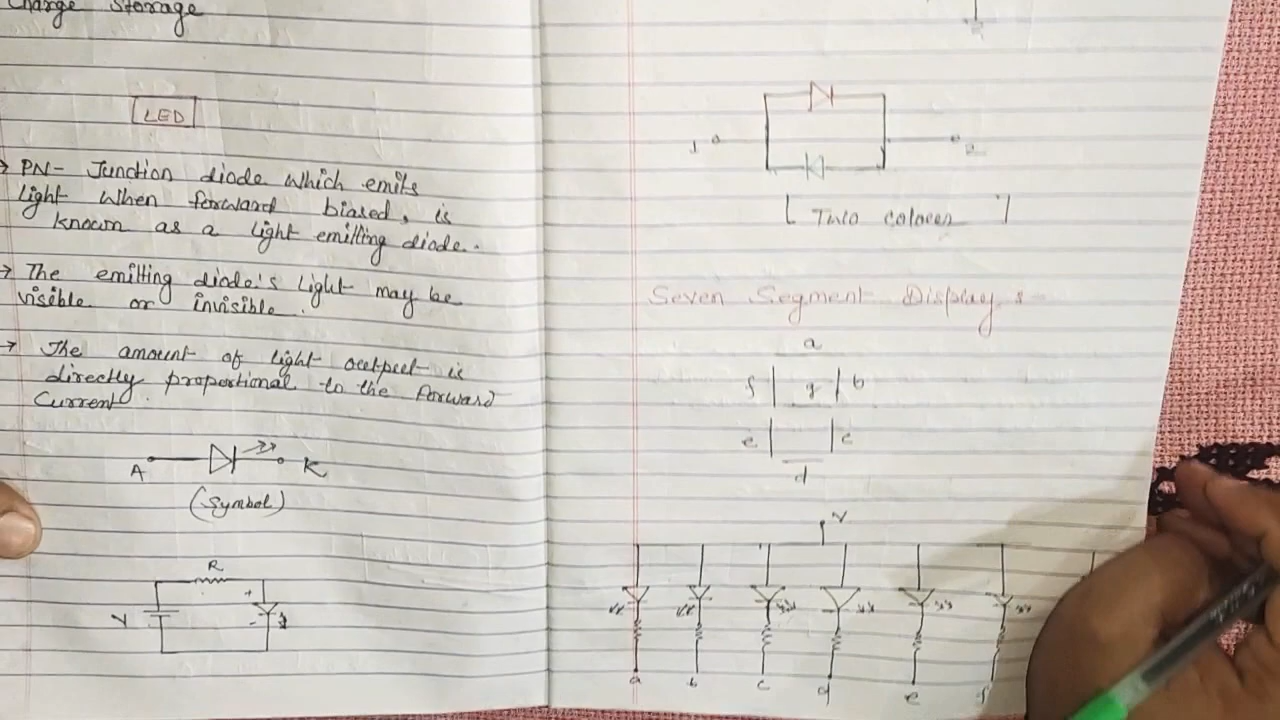 Charge Storage
LED
→ PN- Junction diode which emits
light when forward biased, is
known as a light emitting diode.
→ The emitting diode's light may be
visible or invisible.
→ The amount of light output is
directly proportional to the forward
current.
A K
(Symbol)
R
V + -
1 2
[Two colours]
Seven Segment Display :-
a
f g b
e c
d
V
a b c d e f